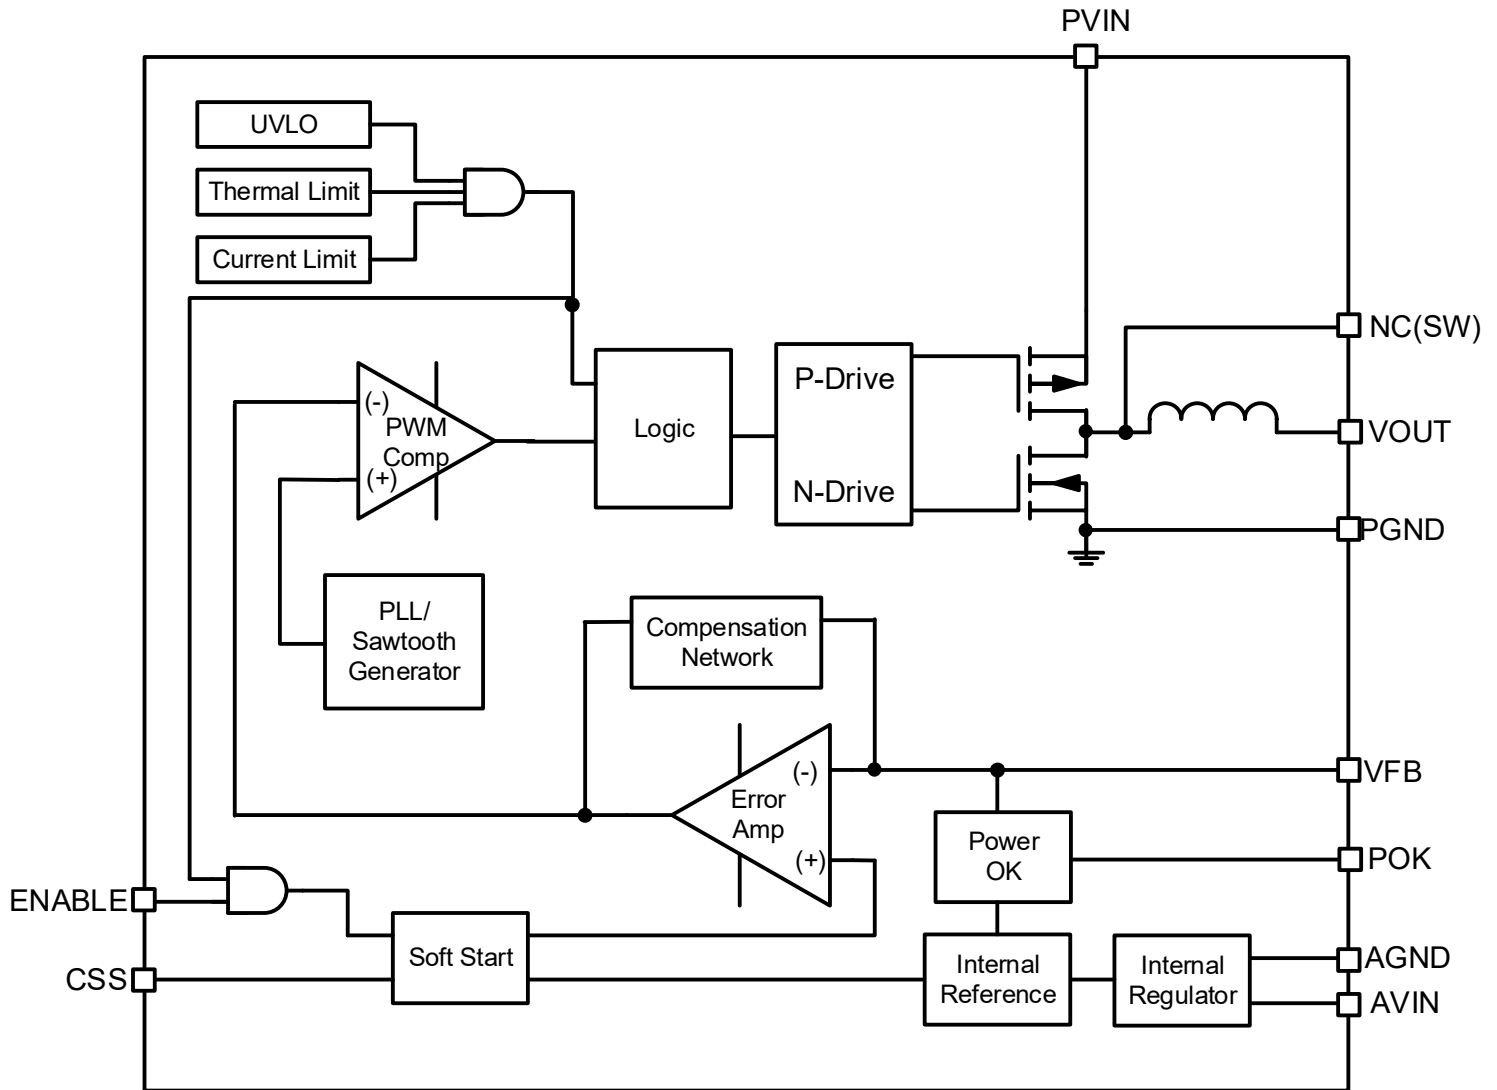 PVIN
UVLO
Thermal Limit
Current Limit
NC(SW)
(-)
PWM
Comp
(+)
Logic
P-Drive
N-Drive
VOUT
PGND
PLL/
Sawtooth
Generator
Compensation
Network
(-)
Error
Amp
(+)
VFB
Power
OK
POK
ENABLE
CSS
Soft Start
Internal
Reference
Internal
Regulator
AGND
AVIN